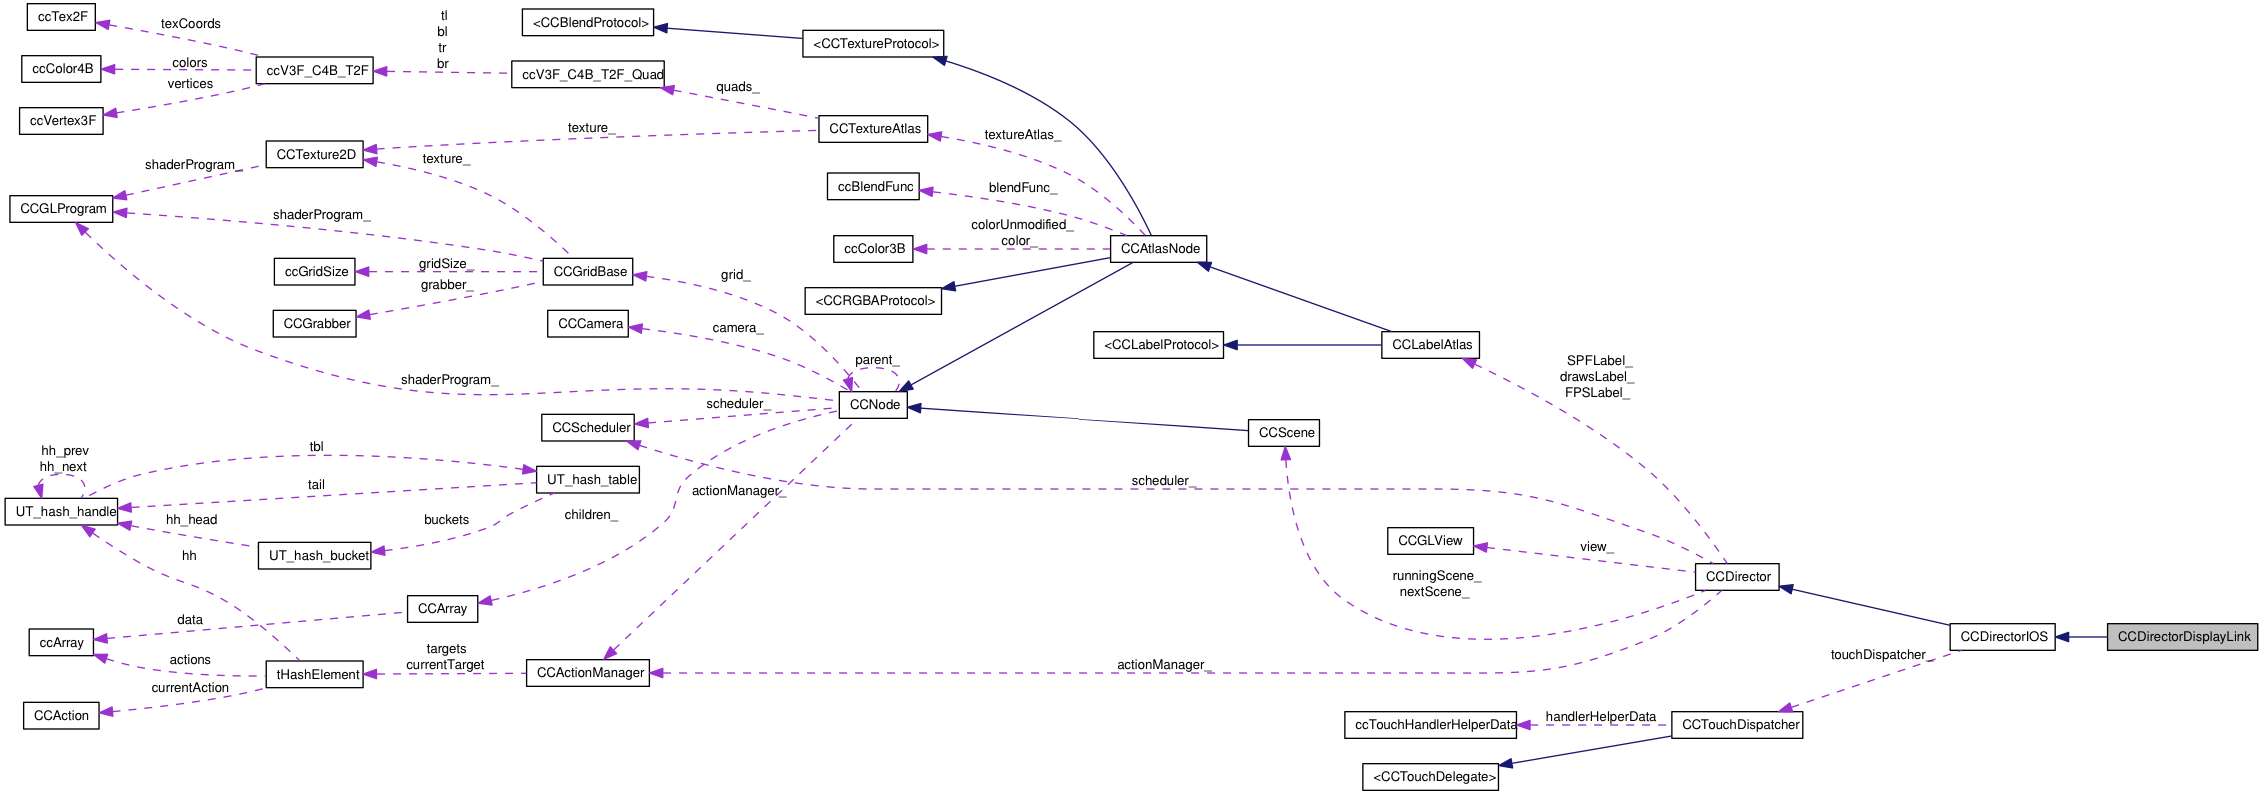 ccTex2F
texCoords
ccColor4B
colors
ccV3F_C4B_T2F
vertices
ccVertex3F
tl
bl
tr
br
<CCBlendProtocol>
<CCTextureProtocol>
ccV3F_C4B_T2F_Quad
quads_
texture_
CCTextureAtlas
textureAtlas_
CCTexture2D
texture_
shaderProgram_
ccBlendFunc
blendFunc_
CCGLProgram
shaderProgram_
colorUnmodified_
color_
ccColor3B
CCAtlasNode
ccGridSize
gridSize_
CCGridBase
grid_
grabber_
<CCRGBAProtocol>
CCGrabber
CCCamera
camera_
<CCLabelProtocol>
CCLabelAtlas
parent_
SPFLabel_
drawsLabel_
FPSLabel_
shaderProgram_
CCNode
scheduler_
CCScheduler
CCScene
hh_prev
hh_next
tbl
UT_hash_table
tail
scheduler_
actionManager_
UT_hash_handle
hh_head
buckets
children_
CCGLView
view_
hh
UT_hash_bucket
runningScene_
nextScene_
CCDirector
CCArray
data
ccArray
CCDirectorIOS
CCDirectorDisplayLink
actions
targets
currentTarget
tHashElement
CCActionManager
actionManager_
touchDispatcher_
currentAction
CCAction
ccTouchHandlerHelperData
handlerHelperData
CCTouchDispatcher
<CCTouchDelegate>